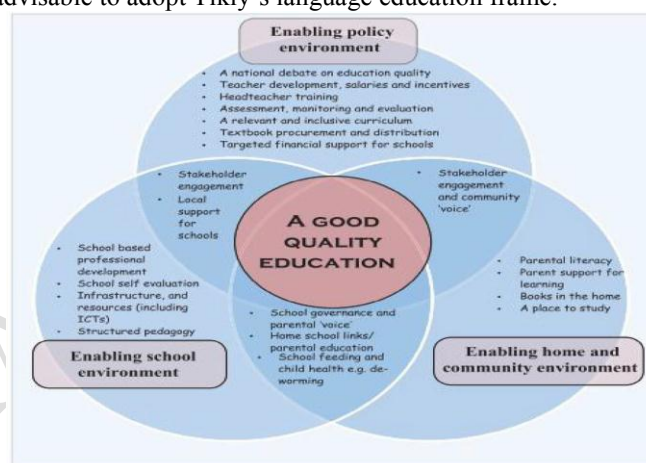 advisable to adopt Tikly's language education frame.
Enabling policy
environment
• A national debate on education quality
• Teacher development, salaries and incentives
• Headteacher training
• Assessment, monitoring and evaluation
• A relevant and inclusive curriculum
• Textbook procurement and distribution
• Targeted financial support for schools
• Stakeholder
engagement
• Local
support
for
schools
• Stakeholder
engagement
and community
'voice'
A GOOD
QUALITY
EDUCATION
• School based
professional
development
• School self evaluation
• Infrastructure, and
resources (including
ICTs)
• Structured pedagogy
• Parental literacy
• Parent support for
learning
• Books in the home
• A place to study
• School governance and
parental 'voice'
• Home school links/
parental education
• School feeding and
child health e.g. de-
worming
Enabling school
environment
Enabling home and
community environment